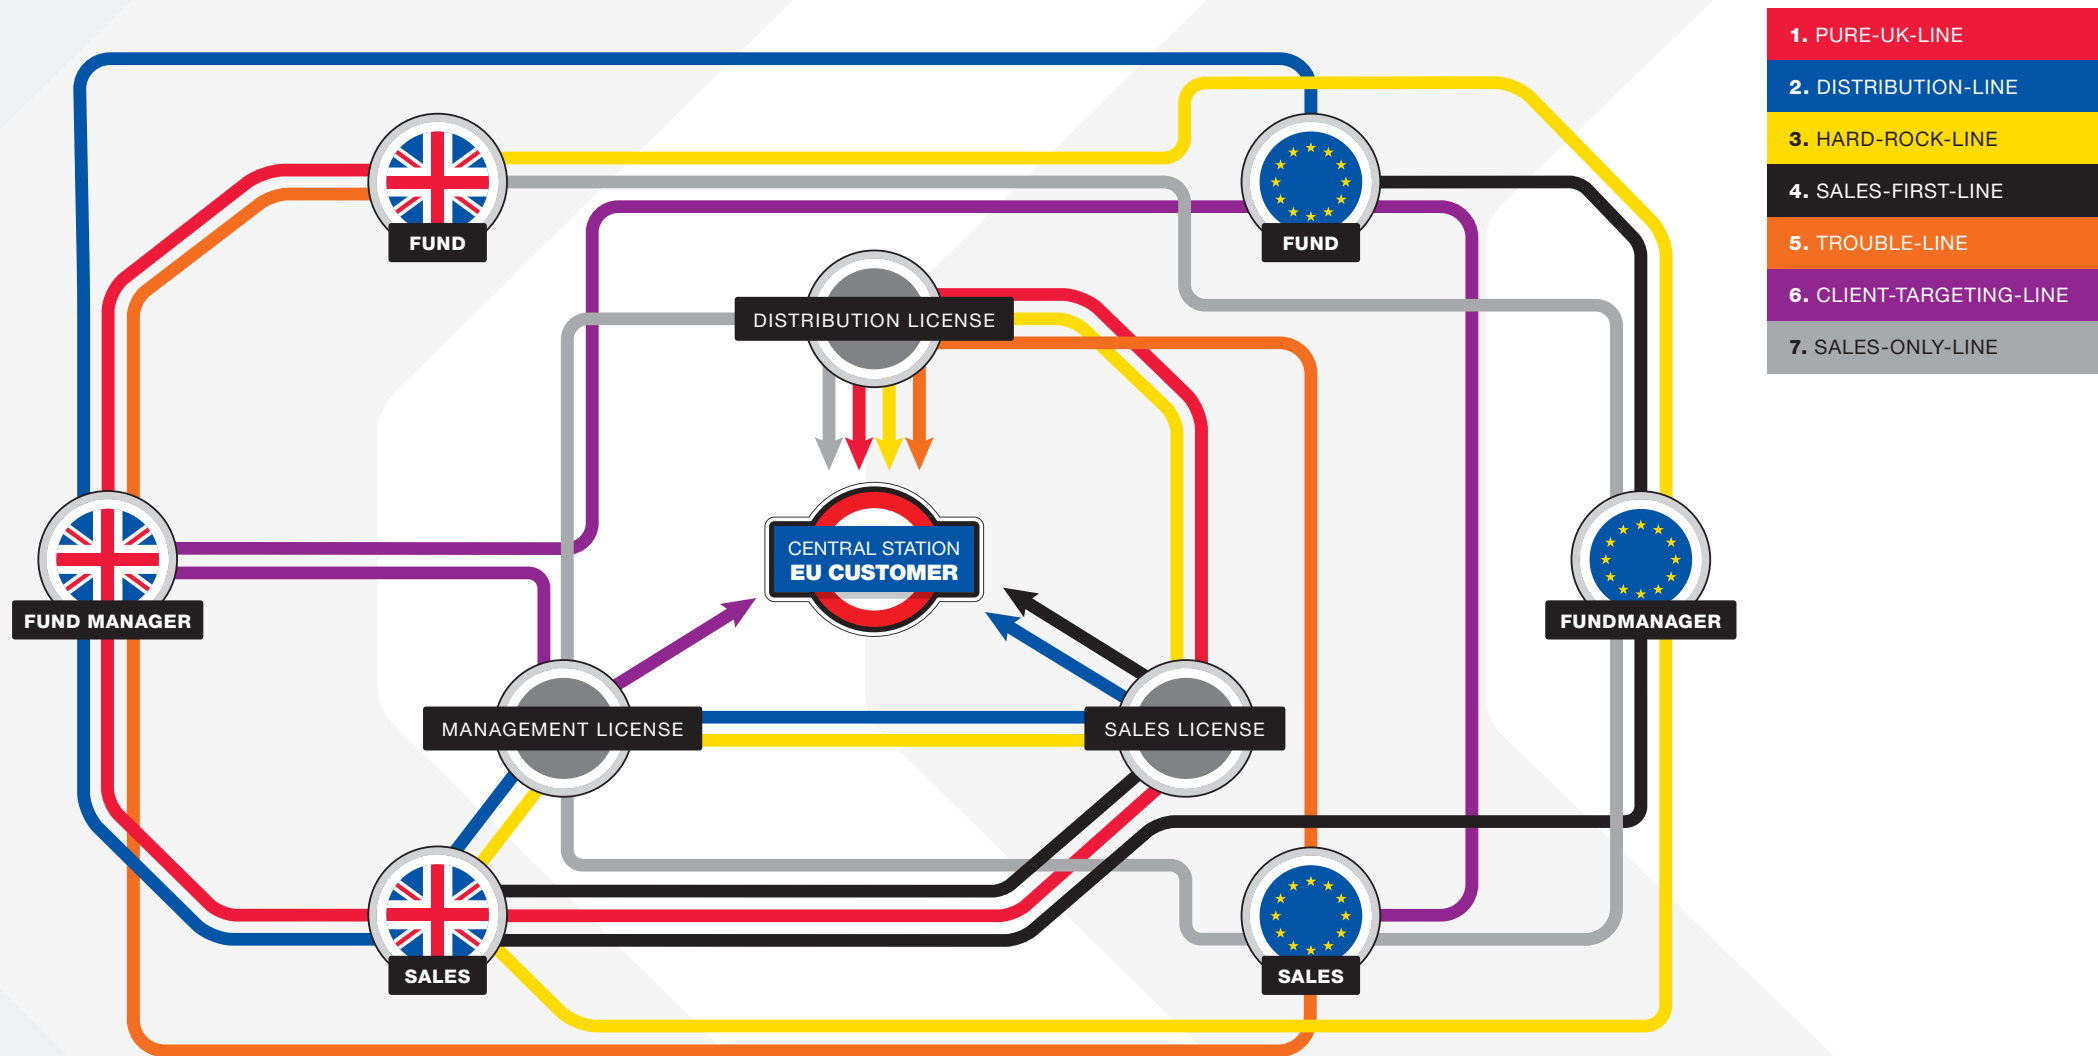 1. PURE-UK-LINE
2. DISTRIBUTION-LINE
3. HARD-ROCK-LINE
4. SALES-FIRST-LINE
5. TROUBLE-LINE
6. CLIENT-TARGETING-LINE
7. SALES-ONLY-LINE
FUND
FUND
DISTRIBUTION LICENSE
CENTRAL STATION
EU CUSTOMER
FUND MANAGER
FUNDMANAGER
MANAGEMENT LICENSE
SALES LICENSE
SALES
SALES